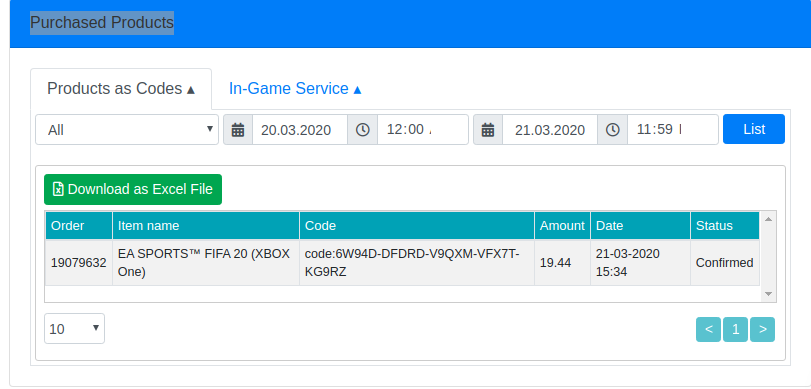 Purchased Products
Products as Codes ▴
In-Game Service ▴
All
20.03.2020
12:00
21.03.2020
11:59
List
Download as Excel File
Order Item name Code Amount Date Status
19079632 EA SPORTS™ FIFA 20 (XBOX One) code:6W94D-DFDRD-V9QXM-VFX7T-KG9RZ 19.44 21-03-2020 15:34 Confirmed
10
< 1 >